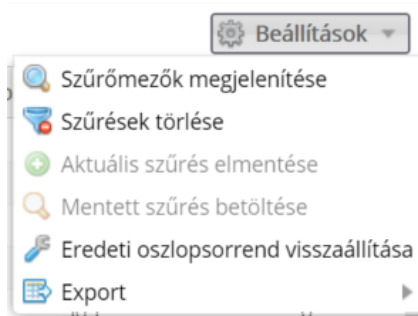 Beállítások
Szűrőmezők megjelenítése
Szűrések törlése
Aktuális szűrés elmentése
Mentett szűrés betöltése
Eredeti oszlopsorrend visszaállítása
Export